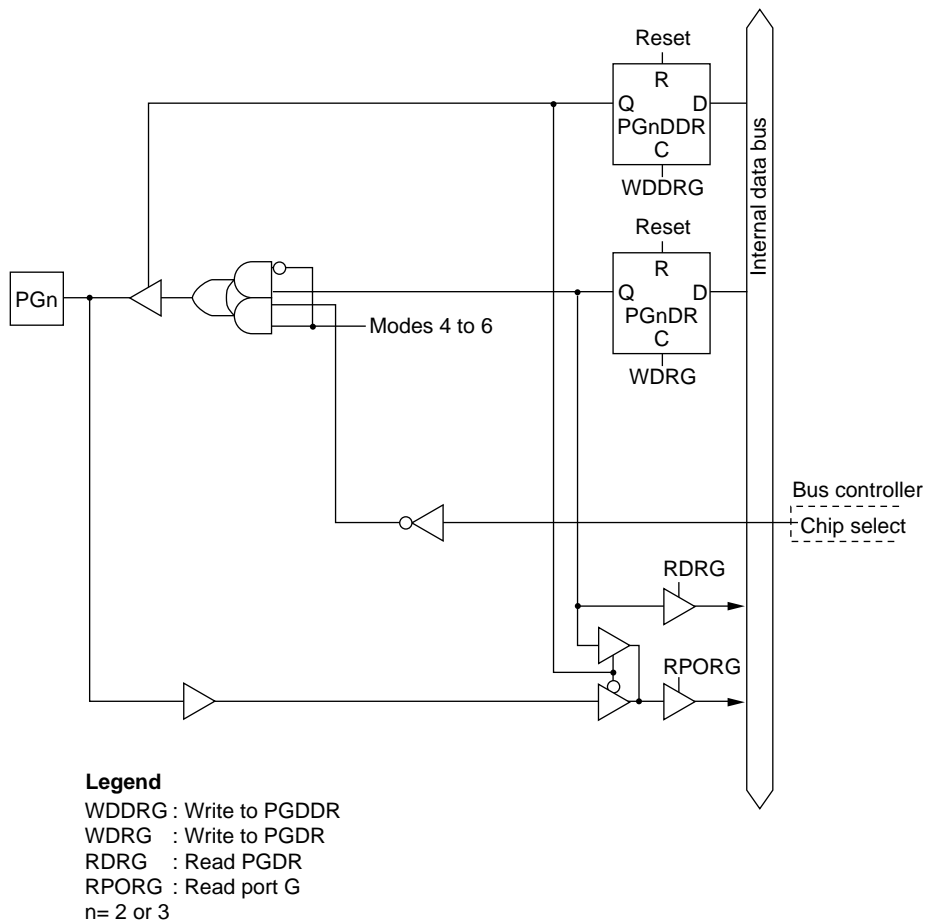 Reset
R
Q D
PGnDDR
C
WDDRG
Internal data bus
Reset
R
Q D
PGnDR
C
WDRG
PGn
Modes 4 to 6
Bus controller
Chip select
RDRG
RPORG
Legend
WDDRG : Write to PGDDR
WDRG : Write to PGDR
RDRG : Read PGDR
RPORG : Read port G
n= 2 or 3